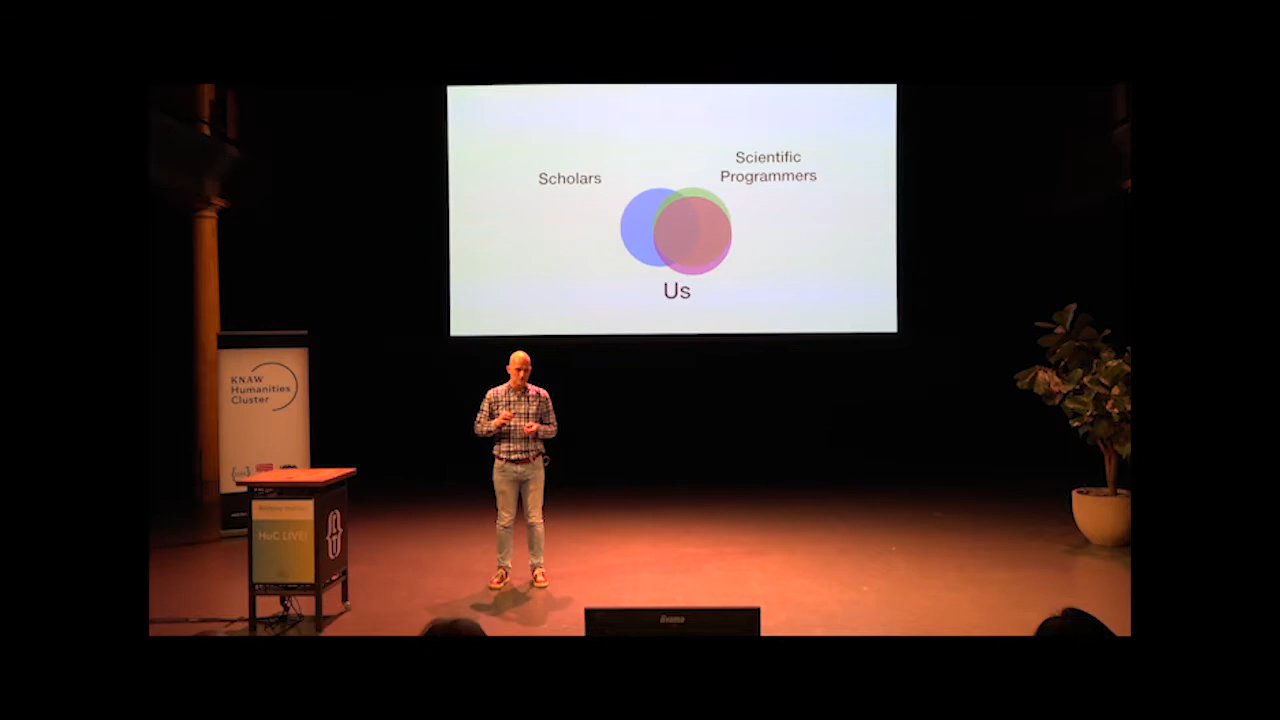 Scholars
Scientific
Programmers
Us
KNAW
Humanities
Cluster
HuC LIVE!
iiyama